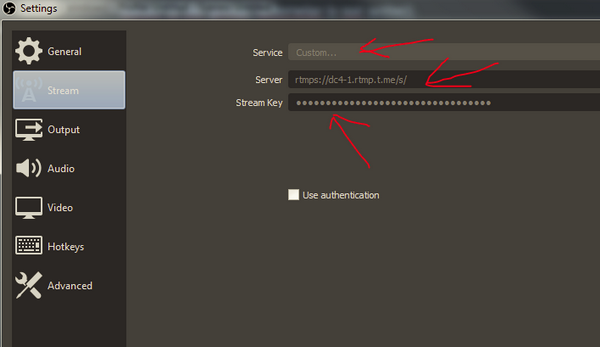 Settings
General
Service
Custom...
Stream
Server
rtmps://dc4-1.rtmp.t.me/s/
Stream Key
Output
Audio
Use authentication
Video
Hotkeys
Advanced